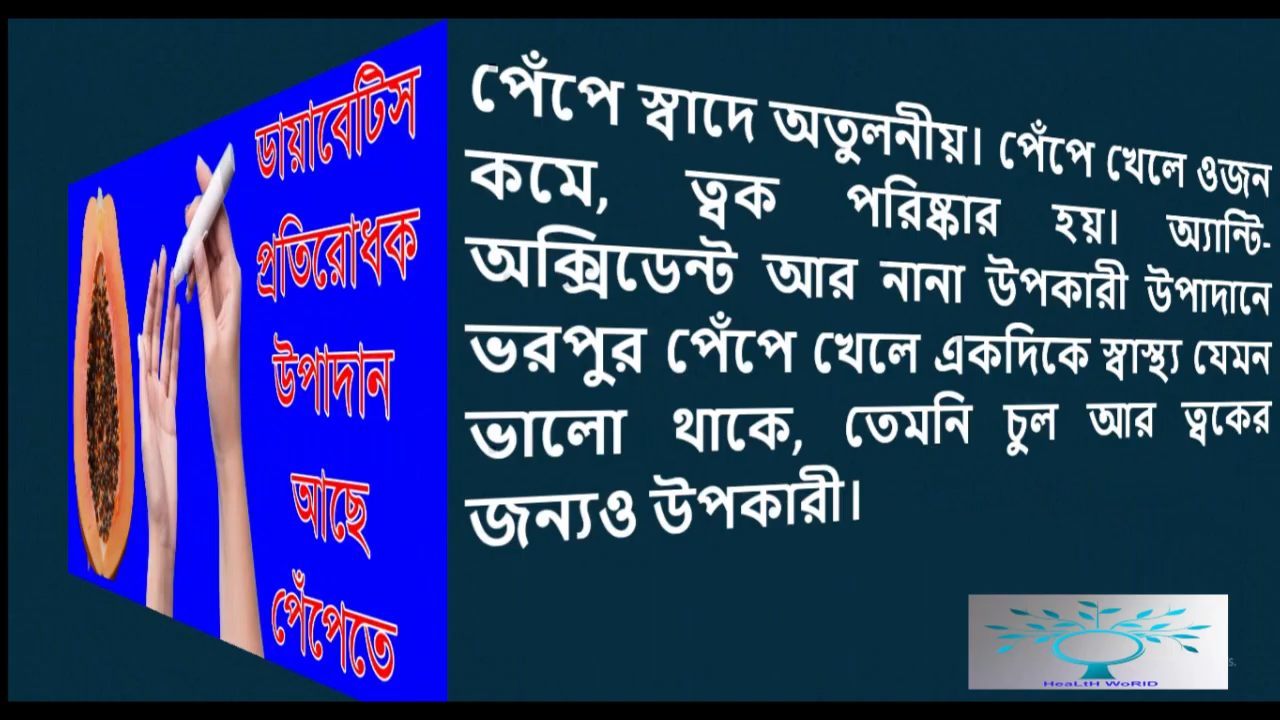 ডায়াবেটিস
প্রতিরোধক
উপাদান
আছে
পেঁপেতে
পেঁপে স্বাদে অতুলনীয়। পেঁপে খেলে ওজন
কমে, ত্বক পরিষ্কার হয়। অ্যান্টি-
অক্সিডেন্ট আর নানা উপকারী উপাদানে
ভরপুর পেঁপে খেলে একদিকে স্বাস্থ্য যেমন
ভালো থাকে, তেমনি চুল আর ত্বকের
জন্যও উপকারী।
HeaLtH WoRlD